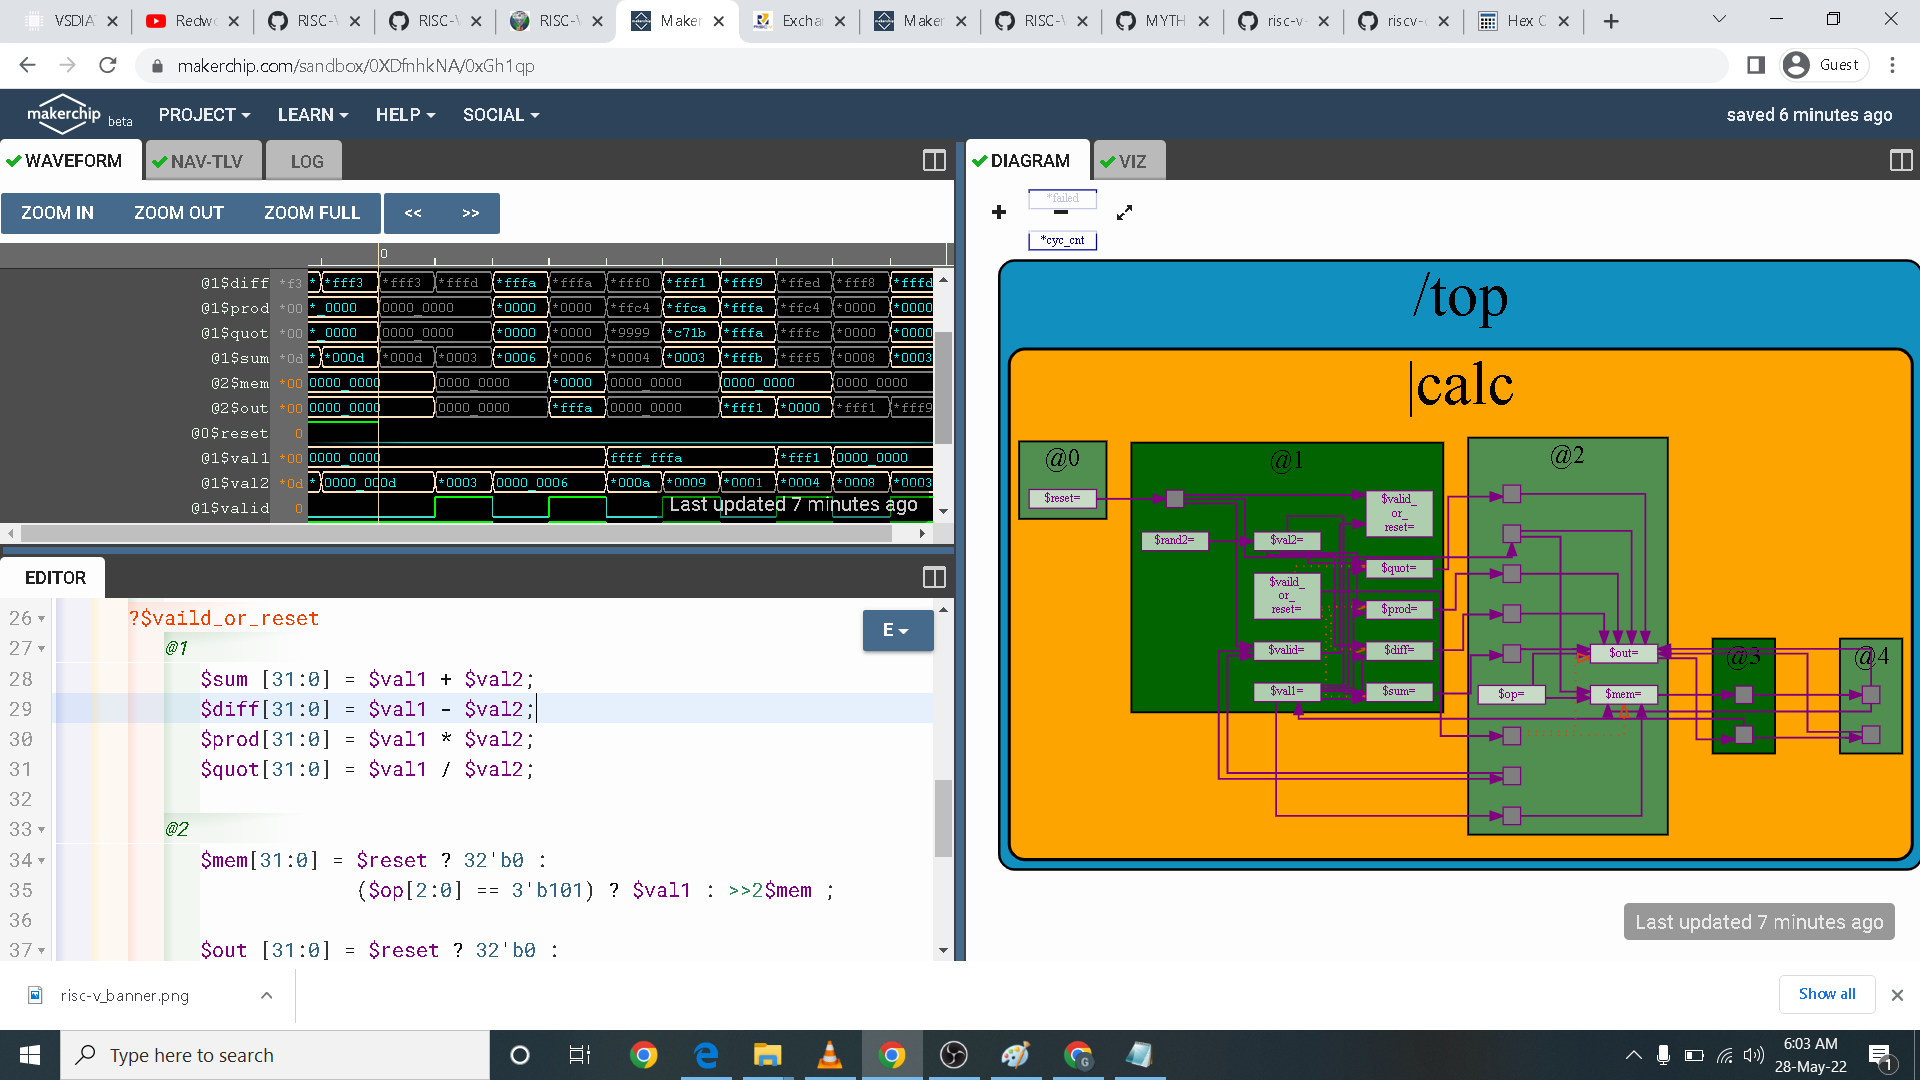 VSDIA
Redwo
RISC-V
RISC-V
RISC-V
Maker
Excha
Maker
RISC-V
MYTH
risc-v-
riscv-c
Hex C
makerchip.com/sandbox/0XDfnhkNA/0xGh1qp
Guest
makerchip beta
PROJECT
LEARN
HELP
SOCIAL
saved 6 minutes ago
WAVEFORM
NAV-TLV
LOG
DIAGRAM
VIZ
ZOOM IN
ZOOM OUT
ZOOM FULL
<<
>>
0
@1$diff *f3 * *fff3 *fff3 *fffd *fffa *fffa *fff0 *fff1 *fff9 *ffed *fff8 *fffd
@1$prod *00 *_0000 0000_0000 *0000 *0000 *ffc4 *ffca *fffa *ffc4 *0000 *0000
@1$quot *00 *_0000 0000_0000 *0000 *0000 *9999 *c71b *fffa *fffc *0000 *0000
@1$sum *0d * *000d *000d *0003 *0006 *0006 *0004 *0003 *fffb *fff5 *0008 *0003
@2$mem *00 0000_0000 0000_0000 *0000 0000_0000 0000_0000 0000_0000
@2$out *00 0000_0000 0000_0000 *fffa 0000_0000 *fff1 *0000 *fff1 *fff9
@0$reset 0
@1$val1 *00 0000_0000 ffff_fffa *fff1 0000_0000
@1$val2 *0d * 0000_000d *0003 0000_0006 *000a *0009 *0001 *0004 *0008 *0003
@1$valid 0
Last updated 7 minutes ago
*failed
*cyc_cnt
/top
|calc
@0
$reset=
@1
$rand2=
$val2=
$vaild_
or_
reset=
$valid=
$val1=
$valid
or_
reset=
$quot=
$prod=
$diff=
$sum=
@2
$op=
$out=
$mem=
@3
@4
Last updated 7 minutes ago
EDITOR
E
26 ?$vaild_or_reset
27 @1
28 $sum [31:0] = $val1 + $val2;
29 $diff[31:0] = $val1 - $val2;
30 $prod[31:0] = $val1 * $val2;
31 $quot[31:0] = $val1 / $val2;
32
33 @2
34 $mem[31:0] = $reset ? 32'b0 :
35 ($op[2:0] == 3'b101) ? $val1 : >>2$mem ;
36
37 $out [31:0] = $reset ? 32'b0 :
risc-v_banner.png
Show all
Type here to search
6:03 AM
28-May-22
1